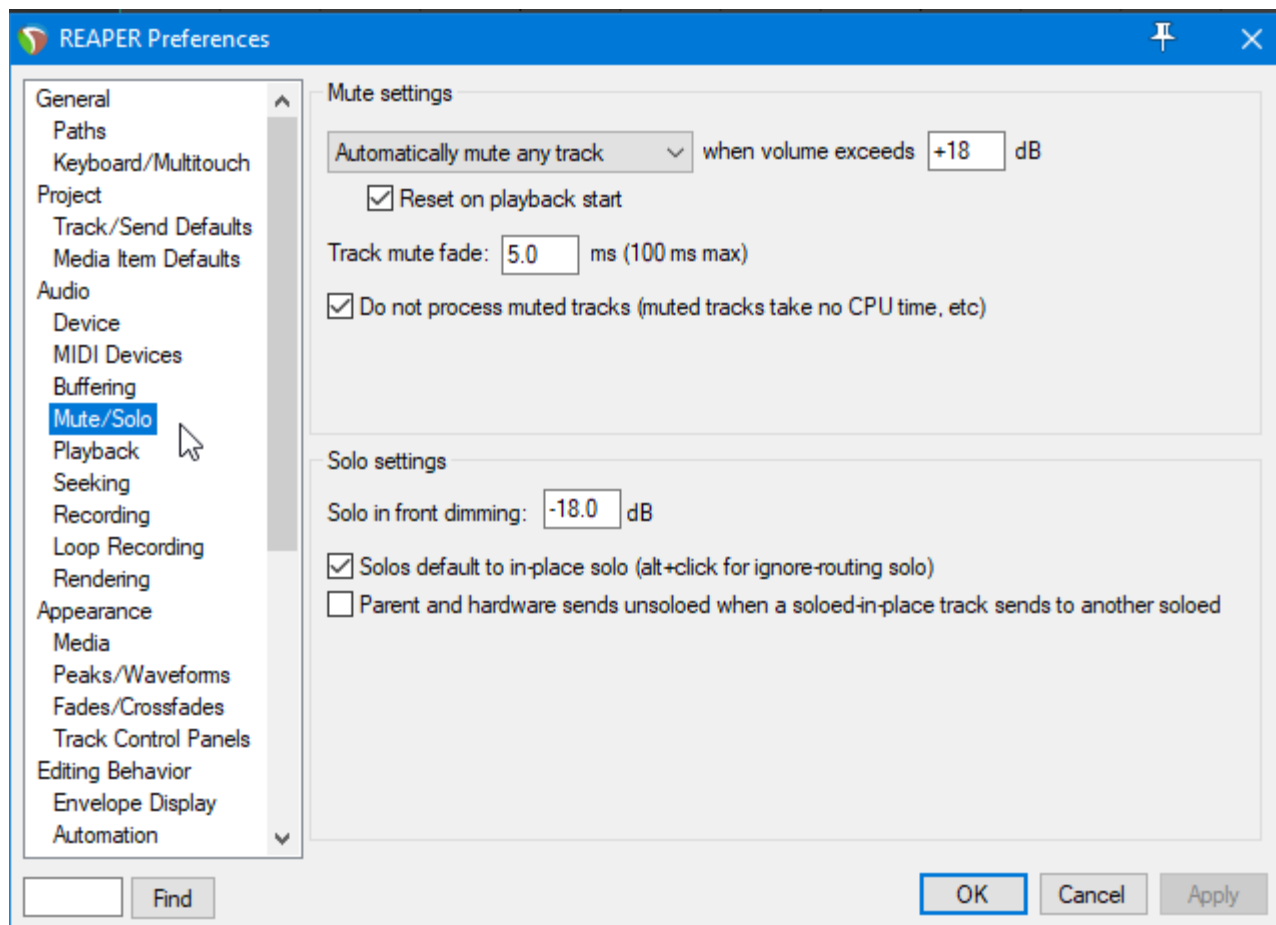 REAPER Preferences
General
Paths
Keyboard/Multitouch
Project
Track/Send Defaults
Media Item Defaults
Audio
Device
MIDI Devices
Buffering
Mute/Solo
Playback
Seeking
Recording
Loop Recording
Rendering
Appearance
Media
Peaks/Waveforms
Fades/Crossfades
Track Control Panels
Editing Behavior
Envelope Display
Automation
Find
Mute settings
Automatically mute any track when volume exceeds +18 dB
Reset on playback start
Track mute fade: 5.0 ms (100 ms max)
Do not process muted tracks (muted tracks take no CPU time, etc)
Solo settings
Solo in front dimming: -18.0 dB
Solos default to in-place solo (alt+click for ignore-routing solo)
Parent and hardware sends unsoloed when a soloed-in-place track sends to another soloed
OK Cancel Apply